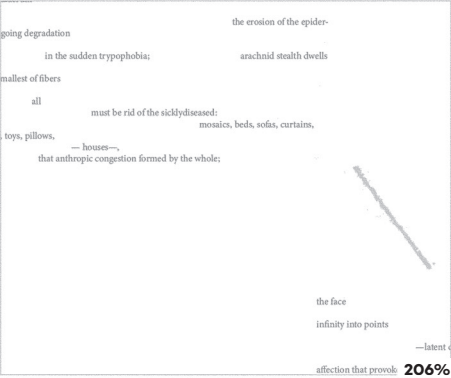 the erosion of the epider-
going degradation
in the sudden trypophobia; arachnid stealth dwells
mallest of fibers
all
must be rid of the sicklydiseased:
mosaics, beds, sofas, curtains,
, toys, pillows,
— houses—,
that anthropic congestion formed by the whole;
the face
infinity into points
—latent
affection that provok
206%